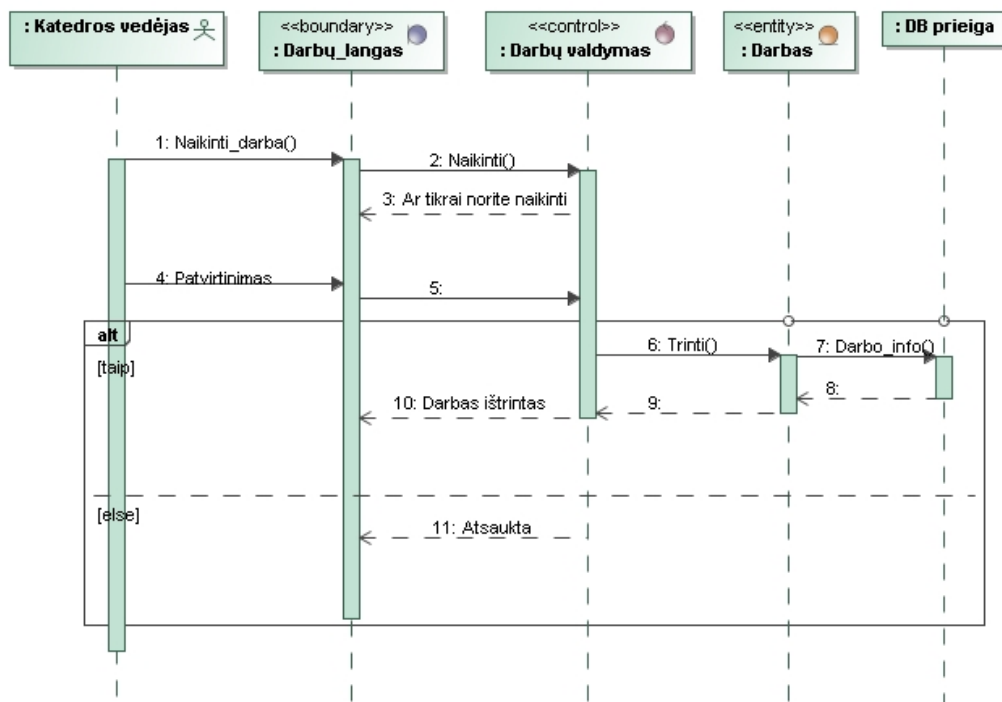 : Katedros vedėjas
<<boundary>>
: Darbų_langas
<<control>>
: Darbų valdymas
<<entity>>
: Darbas
: DB prieiga
1: Naikinti_darba()
2: Naikinti()
3: Ar tikrai norite naikinti
4: Patvirtinimas
5:
alt
[taip]
6: Trinti()
7: Darbo_info()
8:
9:
10: Darbas ištrintas
[else]
11: Atsaukta